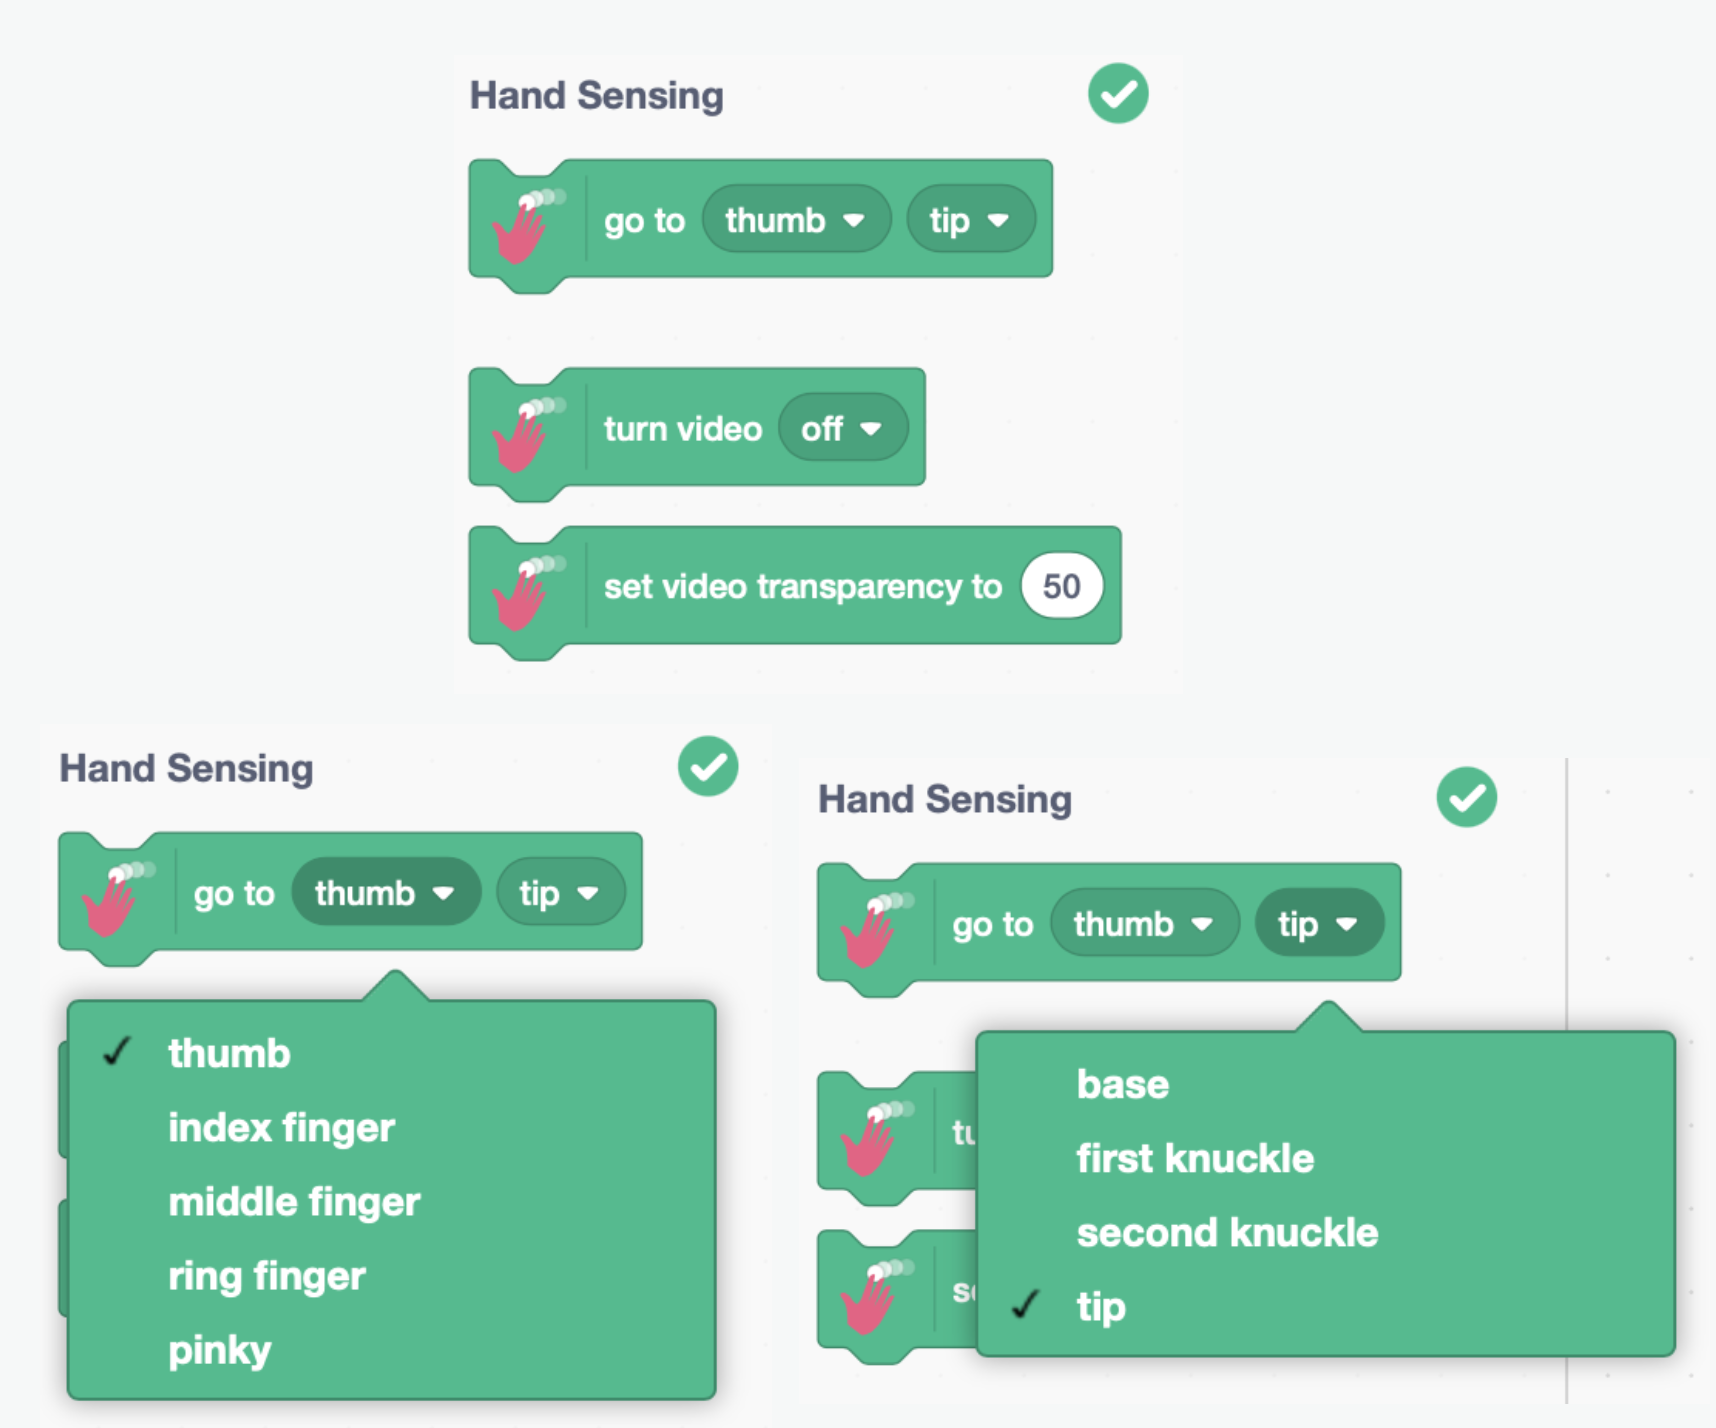 Hand Sensing
go to thumb tip
turn video off
set video transparency to 50
Hand Sensing
go to thumb tip
thumb
index finger
middle finger
ring finger
pinky
Hand Sensing
go to thumb tip
base
first knuckle
second knuckle
tip